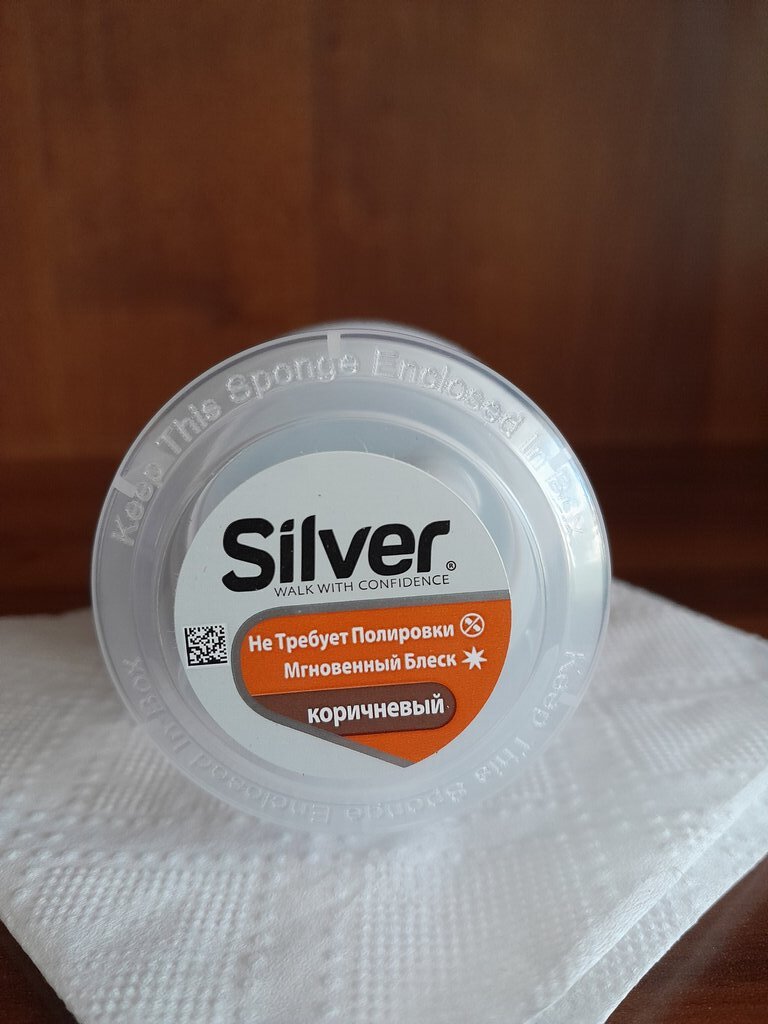 Keep This Sponge Enclosed In Box
Silver®
WALK WITH CONFIDENCE
Не Требует Полировки
Мгновенный Блеск
коричневый
Keep This Sponge Enclosed In Box